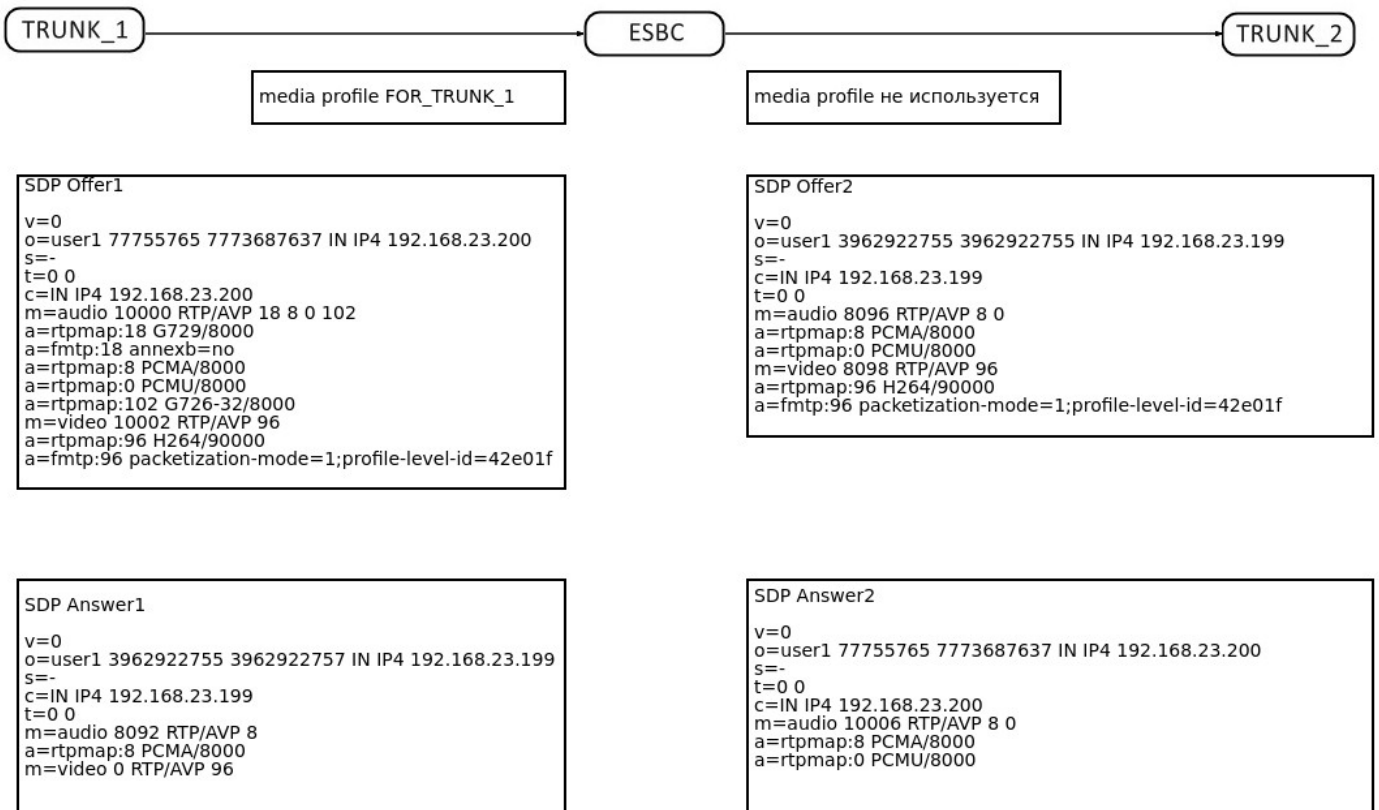 TRUNK_1
ESBC
TRUNK_2
media profile FOR_TRUNK_1
media profile не используется
SDP Offer1
v=0
o=user1 77755765 7773687637 IN IP4 192.168.23.200
s=-
t=0 0
c=IN IP4 192.168.23.200
m=audio 10000 RTP/AVP 18 8 0 102
a=rtpmap:18 G729/8000
a=fmtp:18 annexb=no
a=rtpmap:8 PCMA/8000
a=rtpmap:0 PCMU/8000
a=rtpmap:102 G726-32/8000
m=video 10002 RTP/AVP 96
a=rtpmap:96 H264/90000
a=fmtp:96 packetization-mode=1;profile-level-id=42e01f
SDP Offer2
v=0
o=user1 3962922755 3962922755 IN IP4 192.168.23.199
s=-
c=IN IP4 192.168.23.199
t=0 0
m=audio 8096 RTP/AVP 8 0
a=rtpmap:8 PCMA/8000
a=rtpmap:0 PCMU/8000
m=video 8098 RTP/AVP 96
a=rtpmap:96 H264/90000
a=fmtp:96 packetization-mode=1;profile-level-id=42e01f
SDP Answer1
v=0
o=user1 3962922755 3962922757 IN IP4 192.168.23.199
s=-
c=IN IP4 192.168.23.199
t=0 0
m=audio 8092 RTP/AVP 8
a=rtpmap:8 PCMA/8000
m=video 0 RTP/AVP 96
SDP Answer2
v=0
o=user1 77755765 7773687637 IN IP4 192.168.23.200
s=-
t=0 0
c=IN IP4 192.168.23.200
m=audio 10006 RTP/AVP 8 0
a=rtpmap:8 PCMA/8000
a=rtpmap:0 PCMU/8000